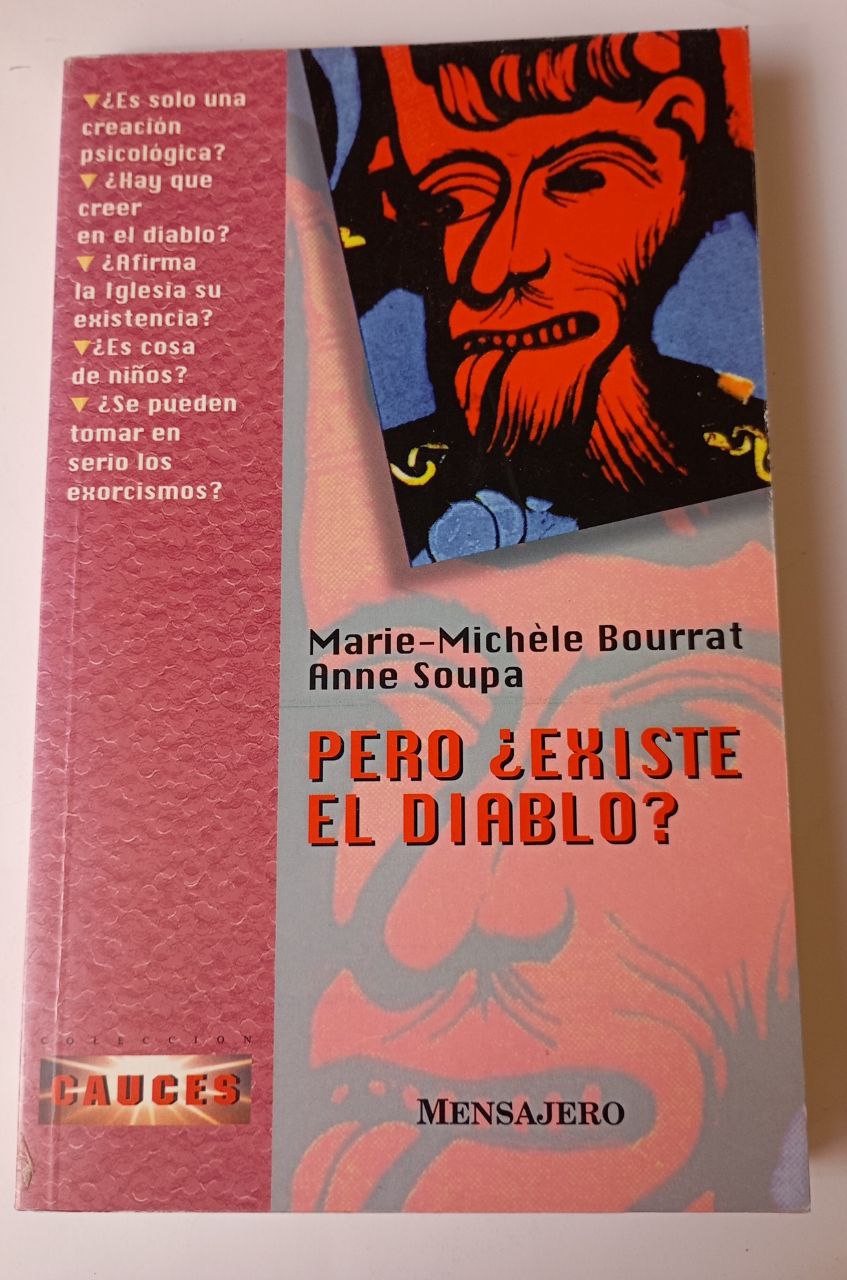 ▼¿Es solo una
creación
psicológica?
▼ ¿Hay que
creer
en el diablo?
▼ ¿Afirma
la Iglesia su
existencia?
▼¿Es cosa
de niños?
▼ ¿Se pueden
tomar en
serio los
exorcismos?
Marie-Michèle Bourrat
Anne Soupa
PERO ¿EXISTE
EL DIABLO?
COLECCION
CAUCES
MENSAJERO